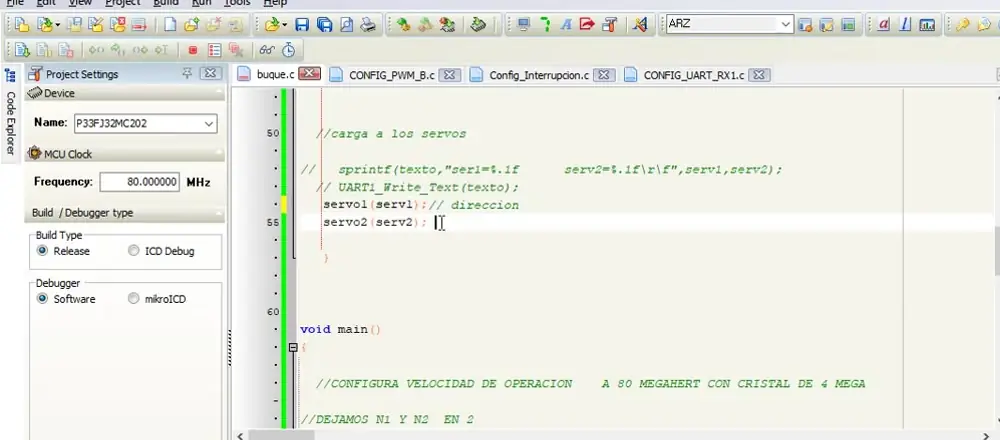 File Edit View Project Build Run Tools Help
ARZ
Project Settings
buque.c
CONFIG_PWM_B.c
Config_Interrupcion.c
CONFIG_UART_RX1.c
Code Explorer
Device
Name: P33FJ32MC202
MCU Clock
Frequency: 80.000000 MHz
Build / Debugger type
Build Type
Release ICD Debug
Debugger
Software mikroICD
50 //carga a los servos
// sprintf(texto,"ser1=%.1f serv2=%.1f\r\f",serv1,serv2);
// UART1_Write_Text(texto);
servo1(serv1);// direccion
55 servo2(serv2);
}
60
void main()
{
//CONFIGURA VELOCIDAD DE OPERACION A 80 MEGAHERT CON CRISTAL DE 4 MEGA
//DEJAMOS N1 Y N2 EN 2